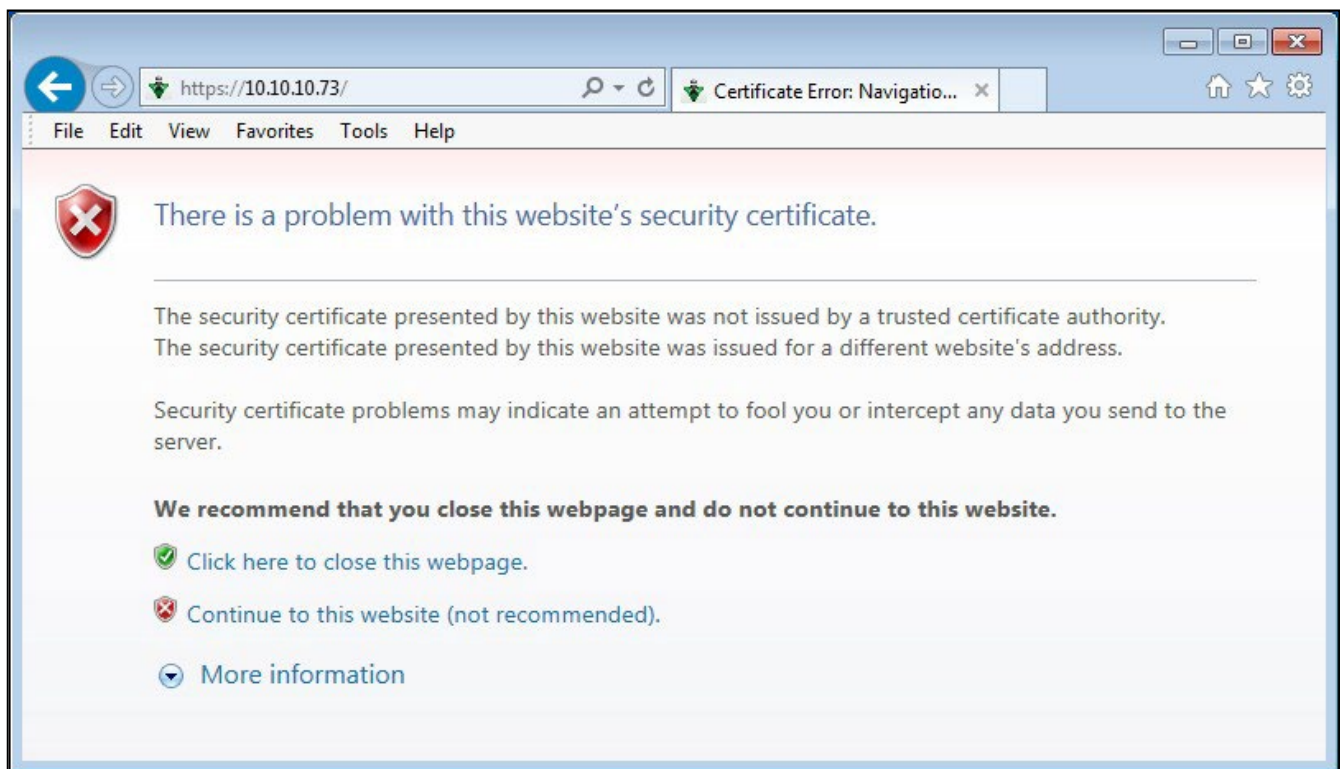 https://10.10.10.73/
Certificate Error: Navigatio...
File Edit View Favorites Tools Help
There is a problem with this website's security certificate.
The security certificate presented by this website was not issued by a trusted certificate authority.
The security certificate presented by this website was issued for a different website's address.
Security certificate problems may indicate an attempt to fool you or intercept any data you send to the
server.
We recommend that you close this webpage and do not continue to this website.
Click here to close this webpage.
Continue to this website (not recommended).
More information